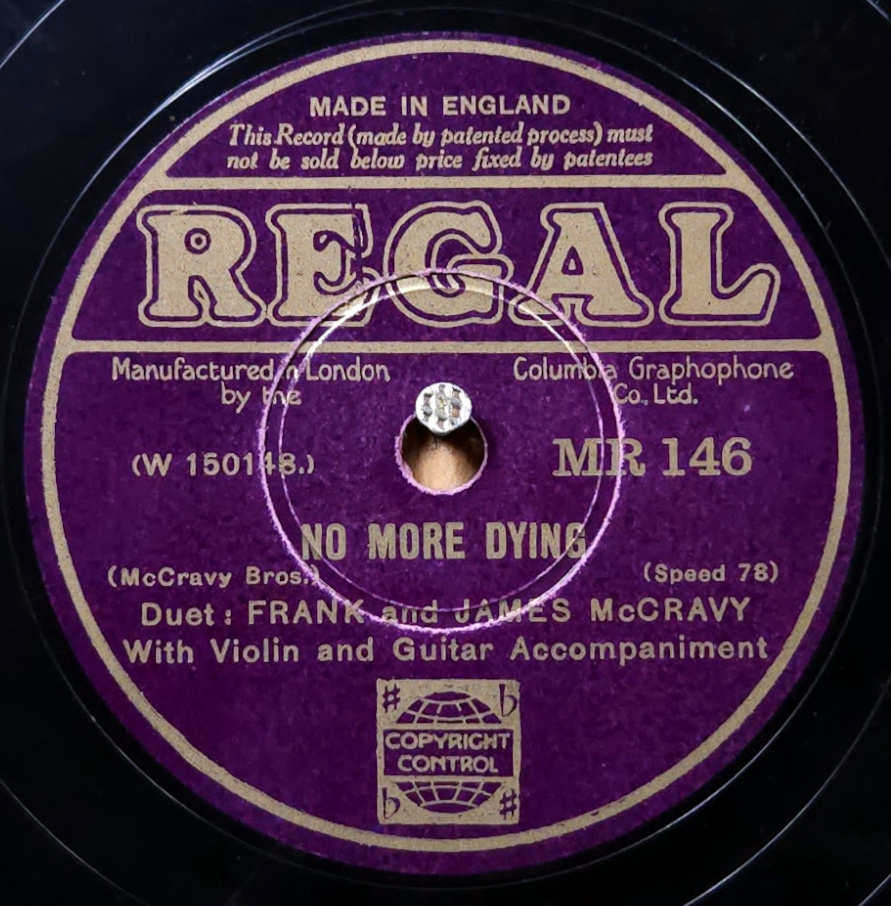 MADE IN ENGLAND
This Record (made by patented process) must
not be sold below price fixed by patentees
REGAL
Manufactured in London
by the
Columbia Graphophone
Co., Ltd.
(W 150148.)
MR 146
NO MORE DYING
(McCravy Bros.)
(Speed 78)
Duet: FRANK and JAMES McCRAVY
With Violin and Guitar Accompaniment
♯ ♭
COPYRIGHT
CONTROL
♭ ♯